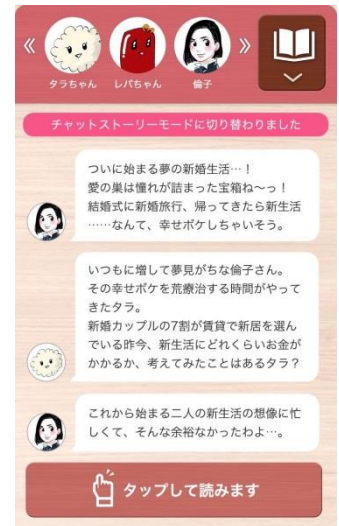 《
タラちゃん
レバちゃん
倫子
》
チャットストーリーモードに切り替わりました
ついに始まる夢の新婚生活…！
愛の巣は憧れが詰まった宝箱ね〜っ！
結婚式に新婚旅行、帰ってきたら新生活
……なんて、幸せボケしちゃいそう。
いつもに増して夢見がちな倫子さん。
その幸せボケを荒療治する時間がやって
きたタラ。
新婚カップルの7割が賃貸で新居を選ん
でいる昨今、新生活にどれくらいお金が
かかるか、考えてみたことはあるタラ？
これから始まる二人の新生活の想像に忙
しくて、そんな余裕なかったわよ…。
タップして読みます